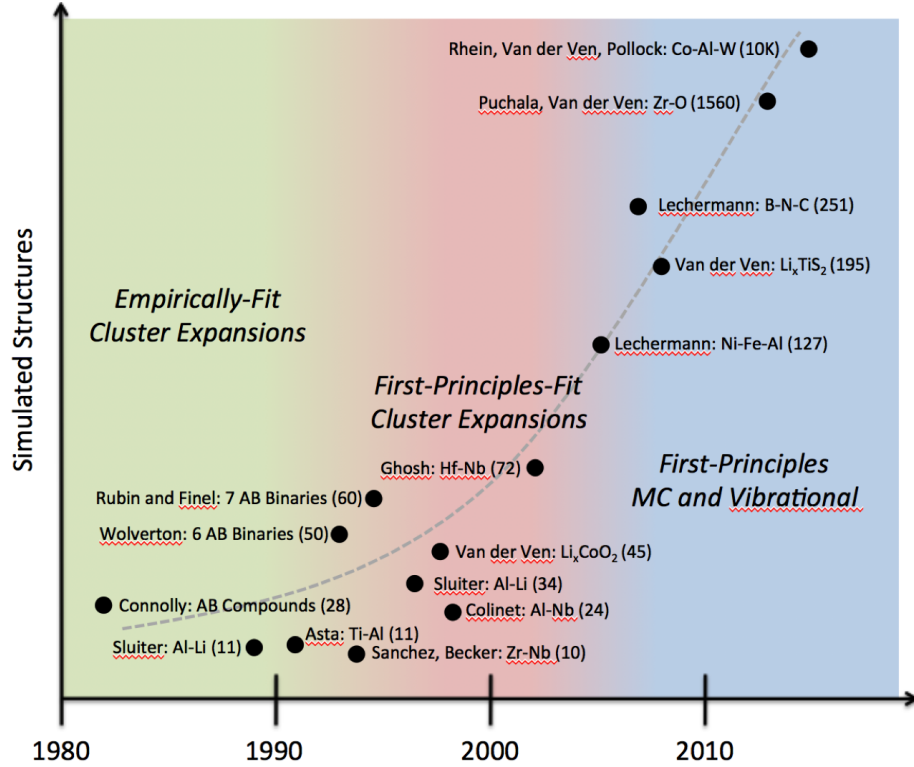 Rhein, Van der Ven, Pollock: Co-Al-W (10K)
Puchala, Van der Ven: Zr-O (1560)
Lechermann: B-N-C (251)
Van der Ven: LiₓTiS₂ (195)
Simulated Structures
Empirically-Fit
Cluster Expansions
Lechermann: Ni-Fe-Al (127)
First-Principles-Fit
Cluster Expansions
Ghosh: Hf-Nb (72)
First-Principles
MC and Vibrational
Rubin and Finel: 7 AB Binaries (60)
Wolverton: 6 AB Binaries (50)
Van der Ven: LiₓCoO₂ (45)
Sluiter: Al-Li (34)
Connolly: AB Compounds (28)
Colinet: Al-Nb (24)
Asta: Ti-Al (11)
Sluiter: Al-Li (11)
Sanchez, Becker: Zr-Nb (10)
1980 1990 2000 2010